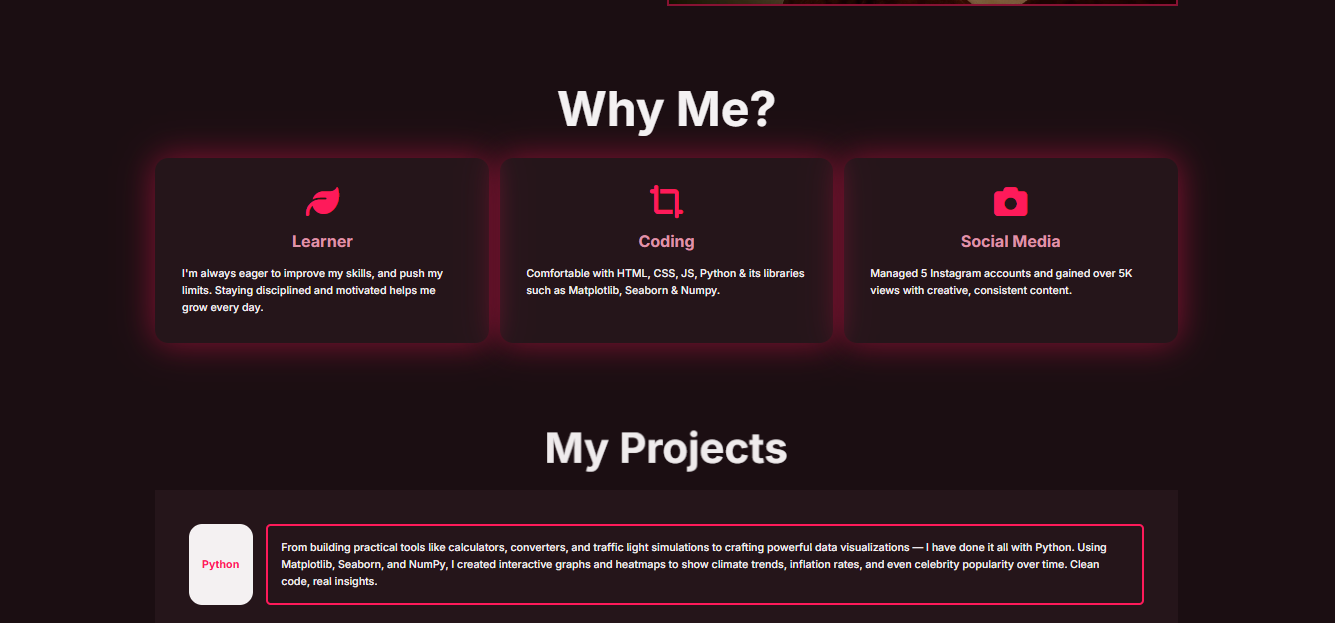 Why Me?
Learner
I'm always eager to improve my skills, and push my
limits. Staying disciplined and motivated helps me
grow every day.
Coding
Comfortable with HTML, CSS, JS, Python & its libraries
such as Matplotlib, Seaborn & Numpy.
Social Media
Managed 5 Instagram accounts and gained over 5K
views with creative, consistent content.
My Projects
Python
From building practical tools like calculators, converters, and traffic light simulations to crafting powerful data visualizations — I have done it all with Python. Using
Matplotlib, Seaborn, and NumPy, I created interactive graphs and heatmaps to show climate trends, inflation rates, and even celebrity popularity over time. Clean
code, real insights.